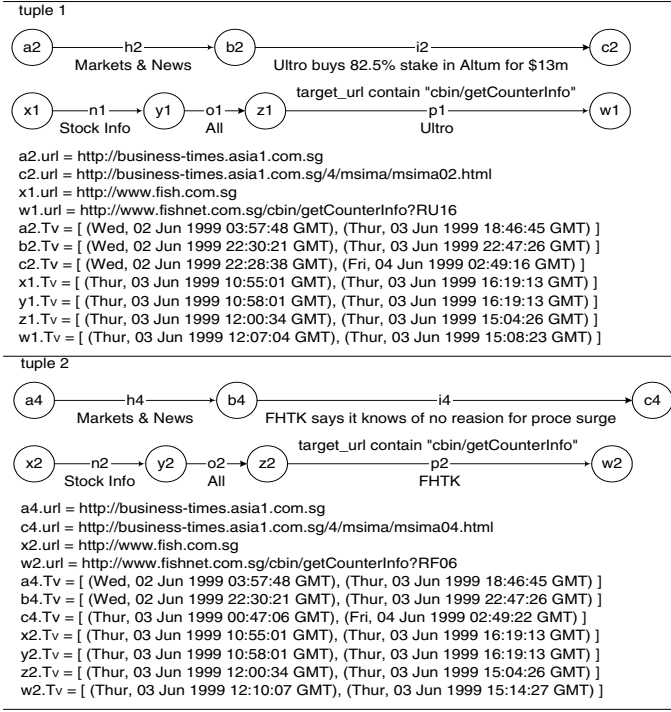 tuple 1
a2 h2 b2 i2 c2
Markets & News Ultro buys 82.5% stake in Altum for $13m
target_url contain "cbin/getCounterInfo"
x1 n1 y1 o1 z1 p1 w1
Stock Info All Ultro
a2.url = http://business-times.asia1.com.sg
c2.url = http://business-times.asia1.com.sg/4/msima/msima02.html
x1.url = http://www.fish.com.sg
w1.url = http://www.fishnet.com.sg/cbin/getCounterInfo?RU16
a2.Tv = [ (Wed, 02 Jun 1999 03:57:48 GMT), (Thur, 03 Jun 1999 18:46:45 GMT) ]
b2.Tv = [ (Wed, 02 Jun 1999 22:30:21 GMT), (Thur, 03 Jun 1999 22:47:26 GMT) ]
c2.Tv = [ (Wed, 02 Jun 1999 22:28:38 GMT), (Fri, 04 Jun 1999 02:49:16 GMT) ]
x1.Tv = [ (Thur, 03 Jun 1999 10:55:01 GMT), (Thur, 03 Jun 1999 16:19:13 GMT) ]
y1.Tv = [ (Thur, 03 Jun 1999 10:58:01 GMT), (Thur, 03 Jun 1999 16:19:13 GMT) ]
z1.Tv = [ (Thur, 03 Jun 1999 12:00:34 GMT), (Thur, 03 Jun 1999 15:04:26 GMT) ]
w1.Tv = [ (Thur, 03 Jun 1999 12:07:04 GMT), (Thur, 03 Jun 1999 15:08:23 GMT) ]
tuple 2
a4 h4 b4 i4 c4
Markets & News FHTK says it knows of no reasion for proce surge
target_url contain "cbin/getCounterInfo"
x2 n2 y2 o2 z2 p2 w2
Stock Info All FHTK
a4.url = http://business-times.asia1.com.sg
c4.url = http://business-times.asia1.com.sg/4/msima/msima04.html
x2.url = http://www.fish.com.sg
w2.url = http://www.fishnet.com.sg/cbin/getCounterInfo?RF06
a4.Tv = [ (Wed, 02 Jun 1999 03:57:48 GMT), (Thur, 03 Jun 1999 18:46:45 GMT) ]
b4.Tv = [ (Wed, 02 Jun 1999 22:30:21 GMT), (Thur, 03 Jun 1999 22:47:26 GMT) ]
c4.Tv = [ (Thur, 03 Jun 1999 00:47:06 GMT), (Fri, 04 Jun 1999 02:49:22 GMT) ]
x2.Tv = [ (Thur, 03 Jun 1999 10:55:01 GMT), (Thur, 03 Jun 1999 16:19:13 GMT) ]
y2.Tv = [ (Thur, 03 Jun 1999 10:58:01 GMT), (Thur, 03 Jun 1999 16:19:13 GMT) ]
z2.Tv = [ (Thur, 03 Jun 1999 12:00:34 GMT), (Thur, 03 Jun 1999 15:04:26 GMT) ]
w2.Tv = [ (Thur, 03 Jun 1999 12:10:07 GMT), (Thur, 03 Jun 1999 15:14:27 GMT) ]